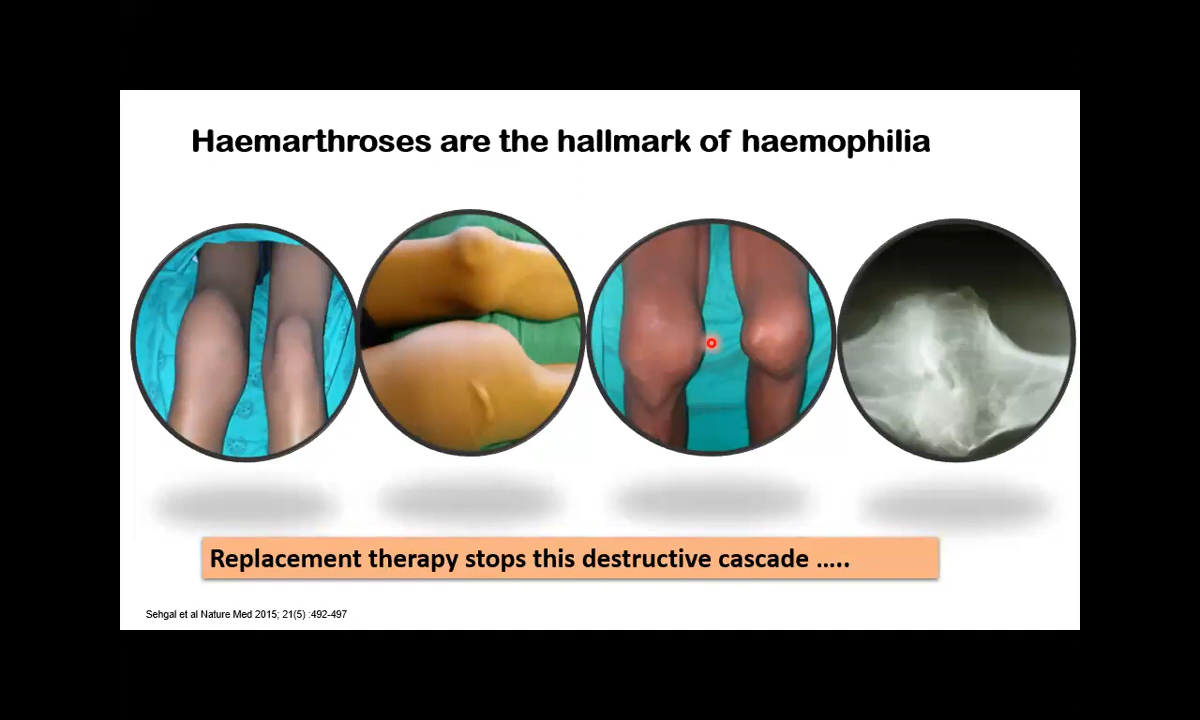 Haemarthroses are the hallmark of haemophilia
Replacement therapy stops this destructive cascade .....
Sehgal et al Nature Med 2015; 21(5) :492-497